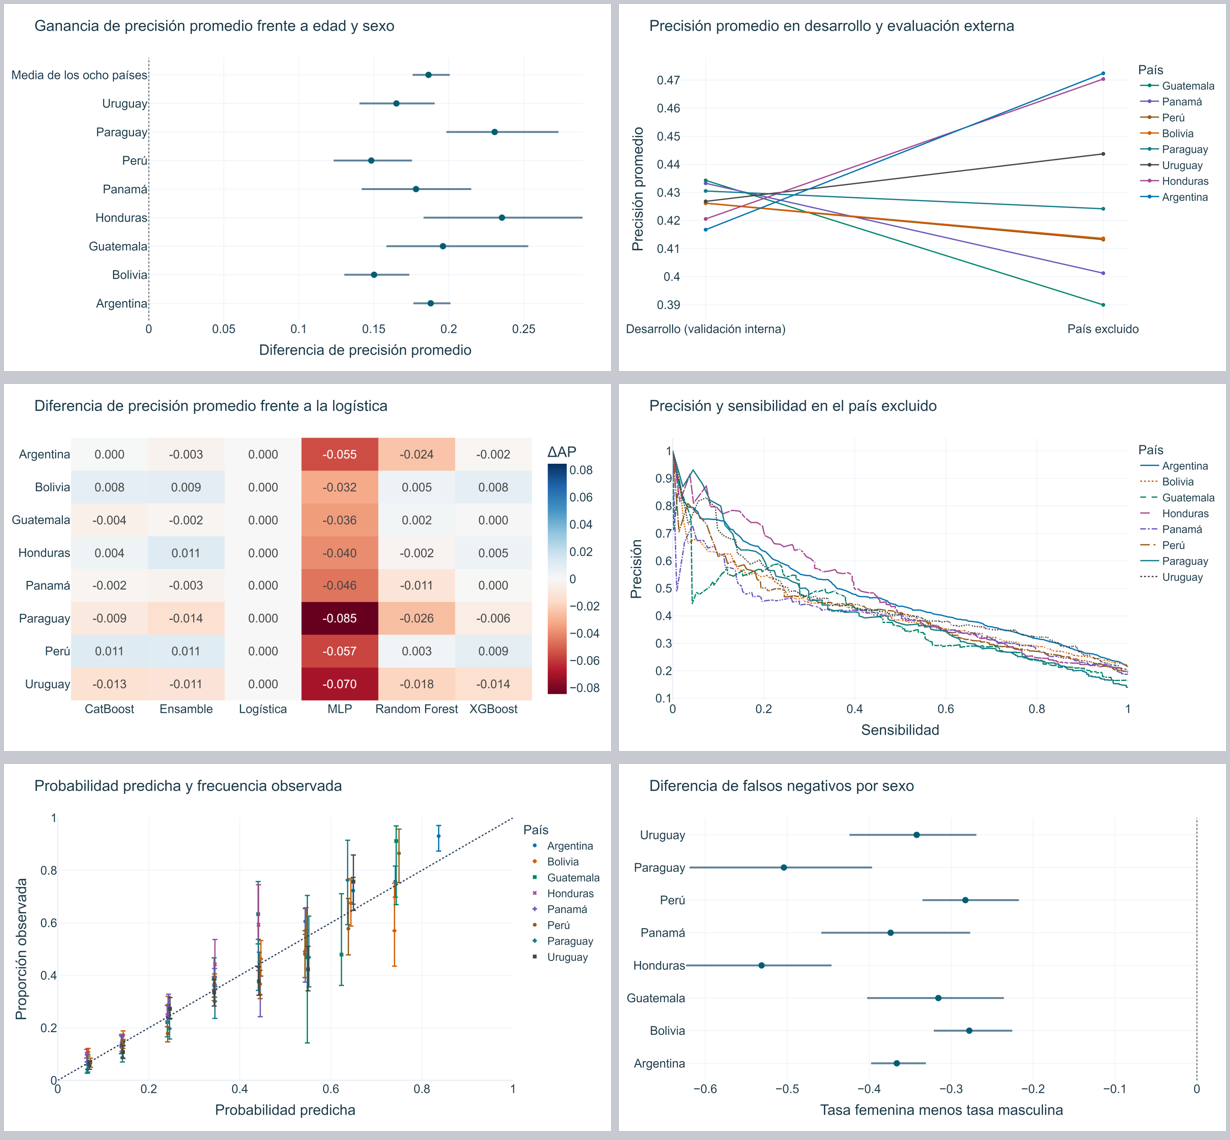 Ganancia de precisión promedio frente a edad y sexo
Media de los ocho países
Uruguay
Paraguay
Perú
Panamá
Honduras
Guatemala
Bolivia
Argentina
0 0.05 0.1 0.15 0.2 0.25
Diferencia de precisión promedio
Precisión promedio en desarrollo y evaluación externa
Precisión promedio
0.47
0.46
0.45
0.44
0.43
0.42
0.41
0.4
0.39
Desarrollo (validación interna) País excluido
País
Guatemala
Panamá
Perú
Bolivia
Paraguay
Uruguay
Honduras
Argentina
Diferencia de precisión promedio frente a la logística
Argentina 0.000 -0.003 0.000 -0.055 -0.024 -0.002
Bolivia 0.008 0.009 0.000 -0.032 0.005 0.008
Guatemala -0.004 -0.002 0.000 -0.036 0.002 0.000
Honduras 0.004 0.011 0.000 -0.040 -0.002 0.005
Panamá -0.002 -0.003 0.000 -0.046 -0.011 0.000
Paraguay -0.009 -0.014 0.000 -0.085 -0.026 -0.006
Perú 0.011 0.011 0.000 -0.057 0.003 0.009
Uruguay -0.013 -0.011 0.000 -0.070 -0.018 -0.014
CatBoost Ensamble Logística MLP Random Forest XGBoost
ΔAP
0.08
0.06
0.04
0.02
0
−0.02
−0.04
−0.06
−0.08
Precisión y sensibilidad en el país excluido
Precisión
1
0.9
0.8
0.7
0.6
0.5
0.4
0.3
0.2
0.1
0 0.2 0.4 0.6 0.8 1
Sensibilidad
País
Argentina
Bolivia
Guatemala
Honduras
Panamá
Perú
Paraguay
Uruguay
Probabilidad predicha y frecuencia observada
Proporción observada
1
0.8
0.6
0.4
0.2
0
0 0.2 0.4 0.6 0.8 1
Probabilidad predicha
País
Argentina
Bolivia
Guatemala
Honduras
Panamá
Perú
Paraguay
Uruguay
Diferencia de falsos negativos por sexo
Uruguay
Paraguay
Perú
Panamá
Honduras
Guatemala
Bolivia
Argentina
−0.6 −0.5 −0.4 −0.3 −0.2 −0.1 0
Tasa femenina menos tasa masculina